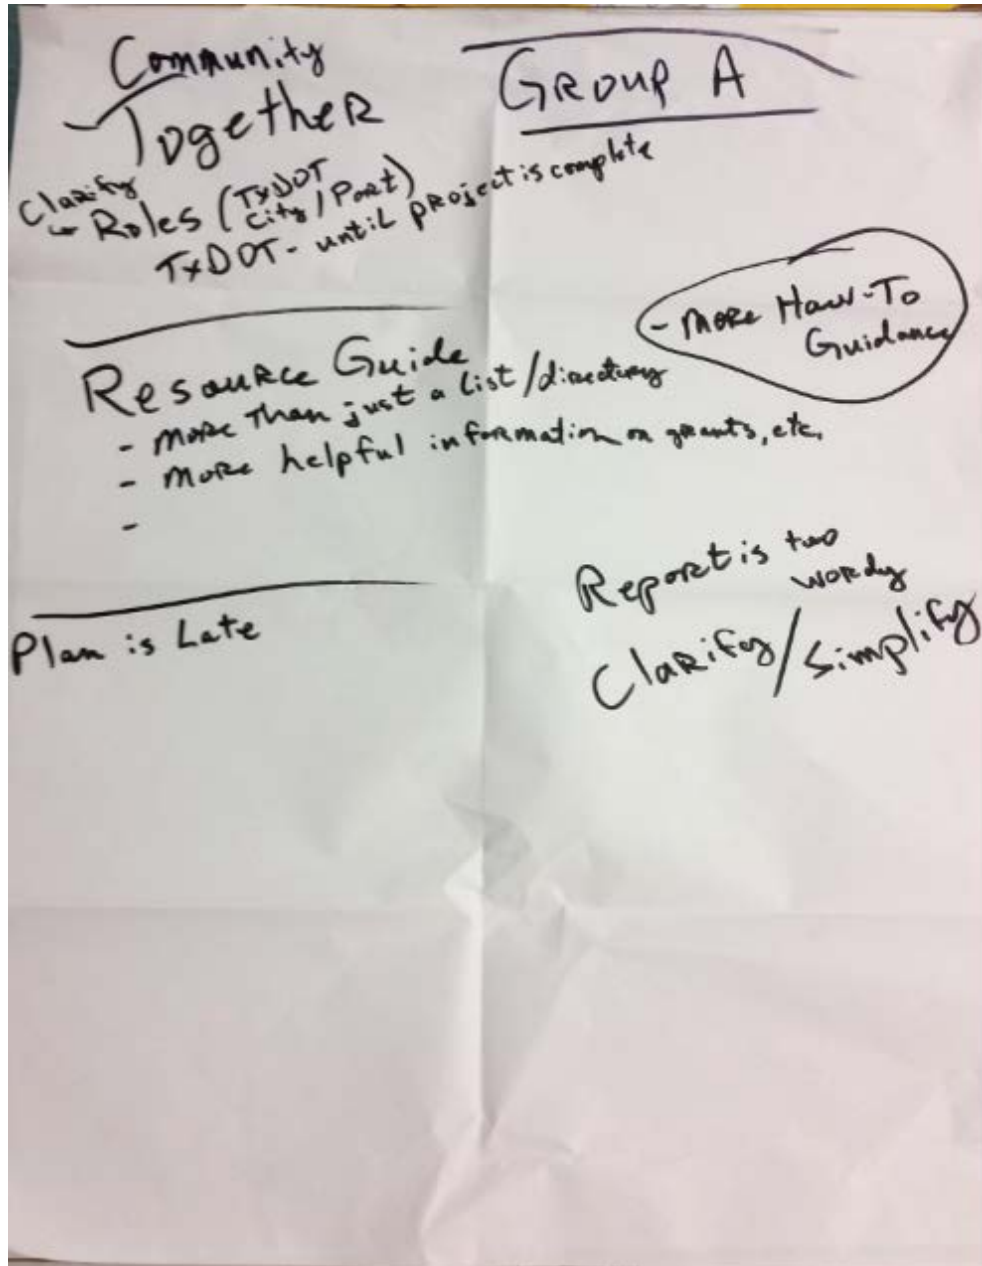 Community
Together
GROUP A
Clarify
Roles (TxDOT
City/Port)
TxDOT - until project is complete
- More How-To
Guidance
Resource Guide
- More than just a list/directory
- More helpful information on grants, etc.
-
Report is too
wordy
Clarify/Simplify
Plan is Late